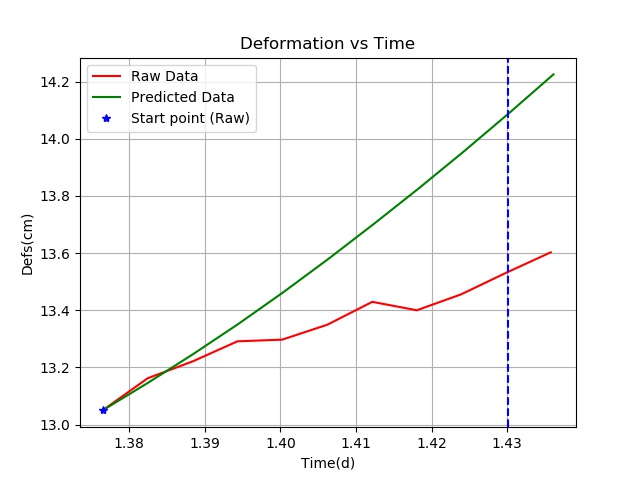 Deformation vs Time
Raw Data
Predicted Data
Start point (Raw)
Defs(cm)
14.2
14.0
13.8
13.6
13.4
13.2
13.0
1.38 1.39 1.40 1.41 1.42 1.43
Time(d)